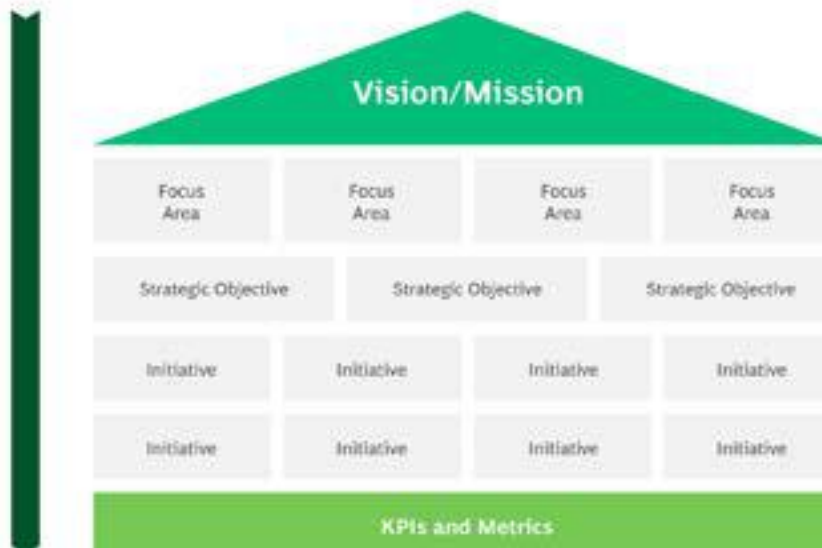 Vision/Mission
Focus Focus Focus Focus
Area Area Area Area
Strategic Objective Strategic Objective Strategic Objective
Initiative Initiative Initiative Initiative
Initiative Initiative Initiative Initiative
KPIs and Metrics